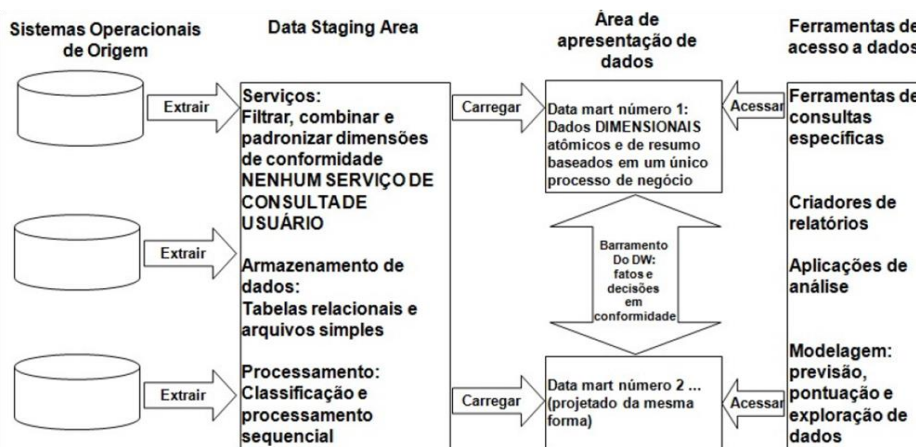 Sistemas Operacionais
de Origem
Extrair
Extrair
Extrair
Data Staging Area
Serviços:
Filtrar, combinar e
padronizar dimensões
de conformidade
NENHUM SERVIÇO DE
CONSULTA DE
USUÁRIO
Armazenamento de
dados:
Tabelas relacionais e
arquivos simples
Processamento:
Classificação e
processamento
sequencial
Carregar
Carregar
Área de
apresentação de
dados
Data mart número 1:
Dados DIMENSIONAIS
atômicos e de resumo
baseados em um único
processo de negócio
Barramento
Do DW:
fatos e
decisões
em
conformidade
Data mart número 2 ...
(projetado da mesma
forma)
Acessar
Acessar
Ferramentas de
acesso a dados
Ferramentas de
consultas
específicas
Criadores de
relatórios
Aplicações de
análise
Modelagem:
previsão,
pontuação e
exploração de
dados